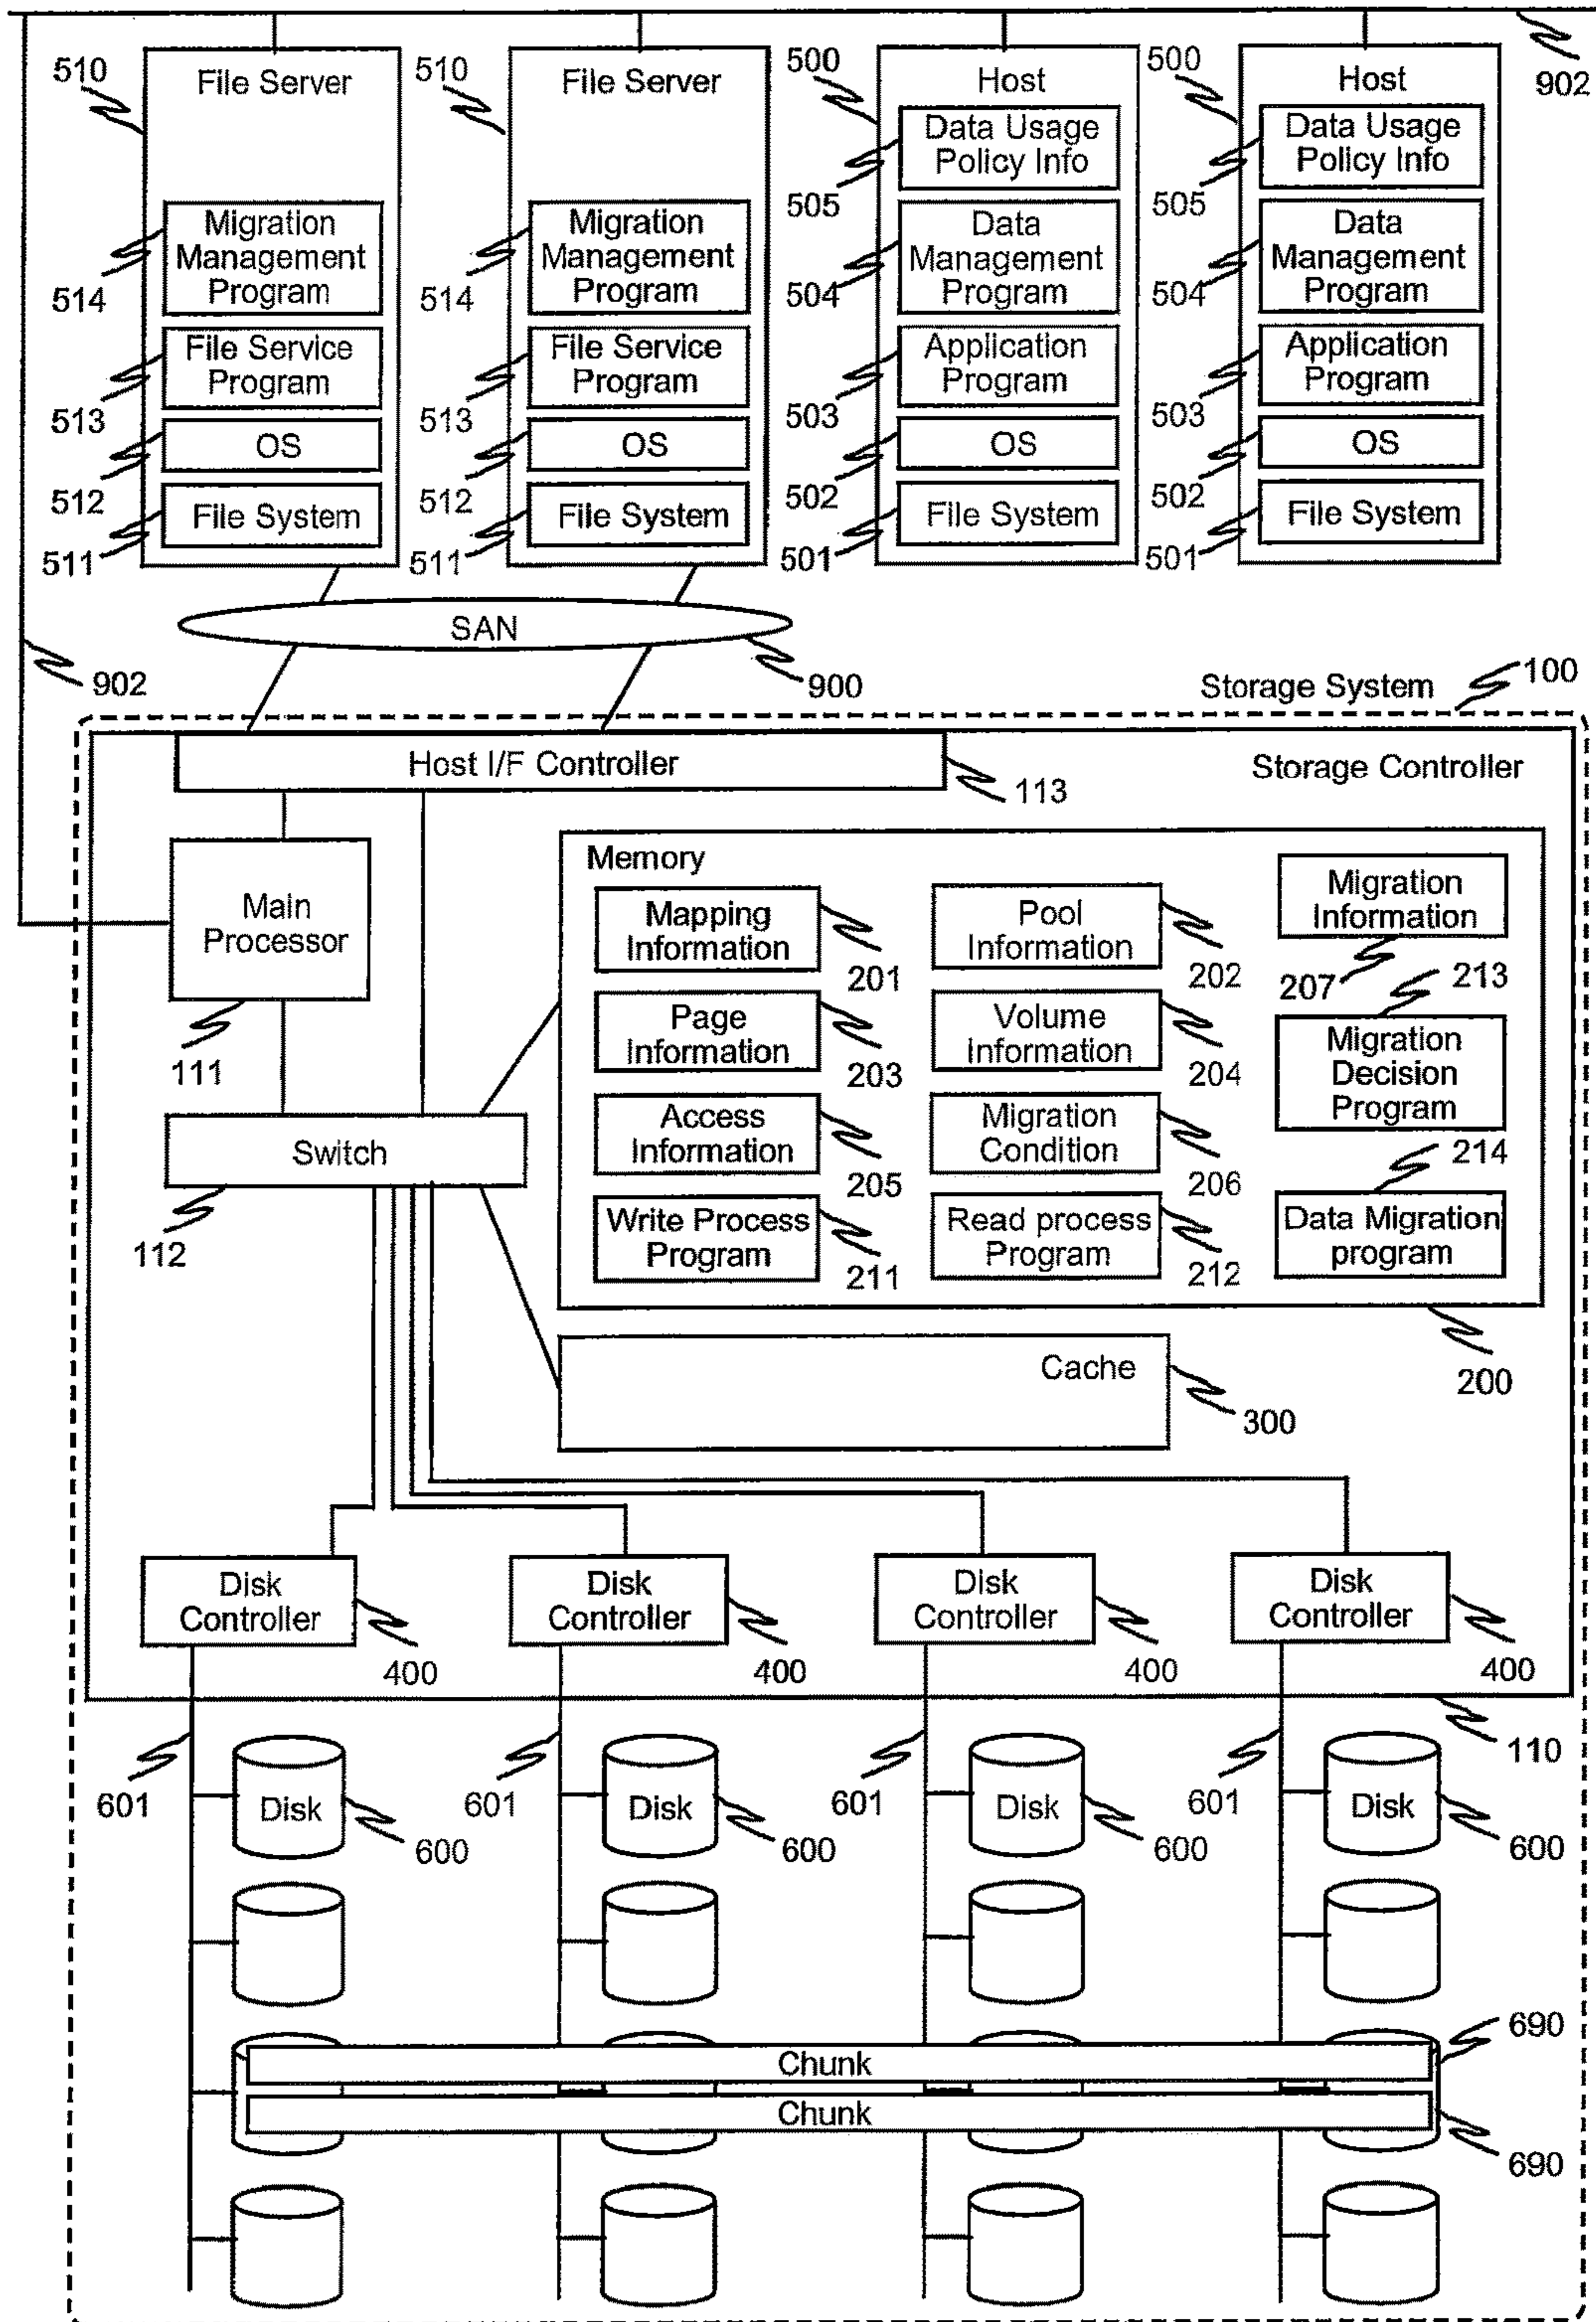 902
510
File Server
Migration
Management
Program
514
File Service
Program
513
OS
512
File System
511
510
File Server
Migration
Management
Program
514
File Service
Program
513
OS
512
File System
511
500
Host
Data Usage
Policy Info
505
Data
Management
Program
504
Application
Program
503
OS
502
File System
501
500
Host
Data Usage
Policy Info
505
Data
Management
Program
504
Application
Program
503
OS
502
File System
501
SAN
902
900
Storage System
100
Host I/F Controller
113
Storage Controller
Main
Processor
111
Switch
112
Memory
Mapping
Information
201
Pool
Information
202
Migration
Information
207
Page
Information
203
Volume
Information
204
213
Migration
Decision
Program
Access
Information
205
Migration
Condition
206
214
Write Process
Program
211
Read process
Program
212
Data Migration
program
200
Cache
300
Disk
Controller
400
Disk
Controller
400
Disk
Controller
400
Disk
Controller
400
110
601
Disk
600
601
Disk
600
601
Disk
600
601
Disk
600
690
Chunk
Chunk
690